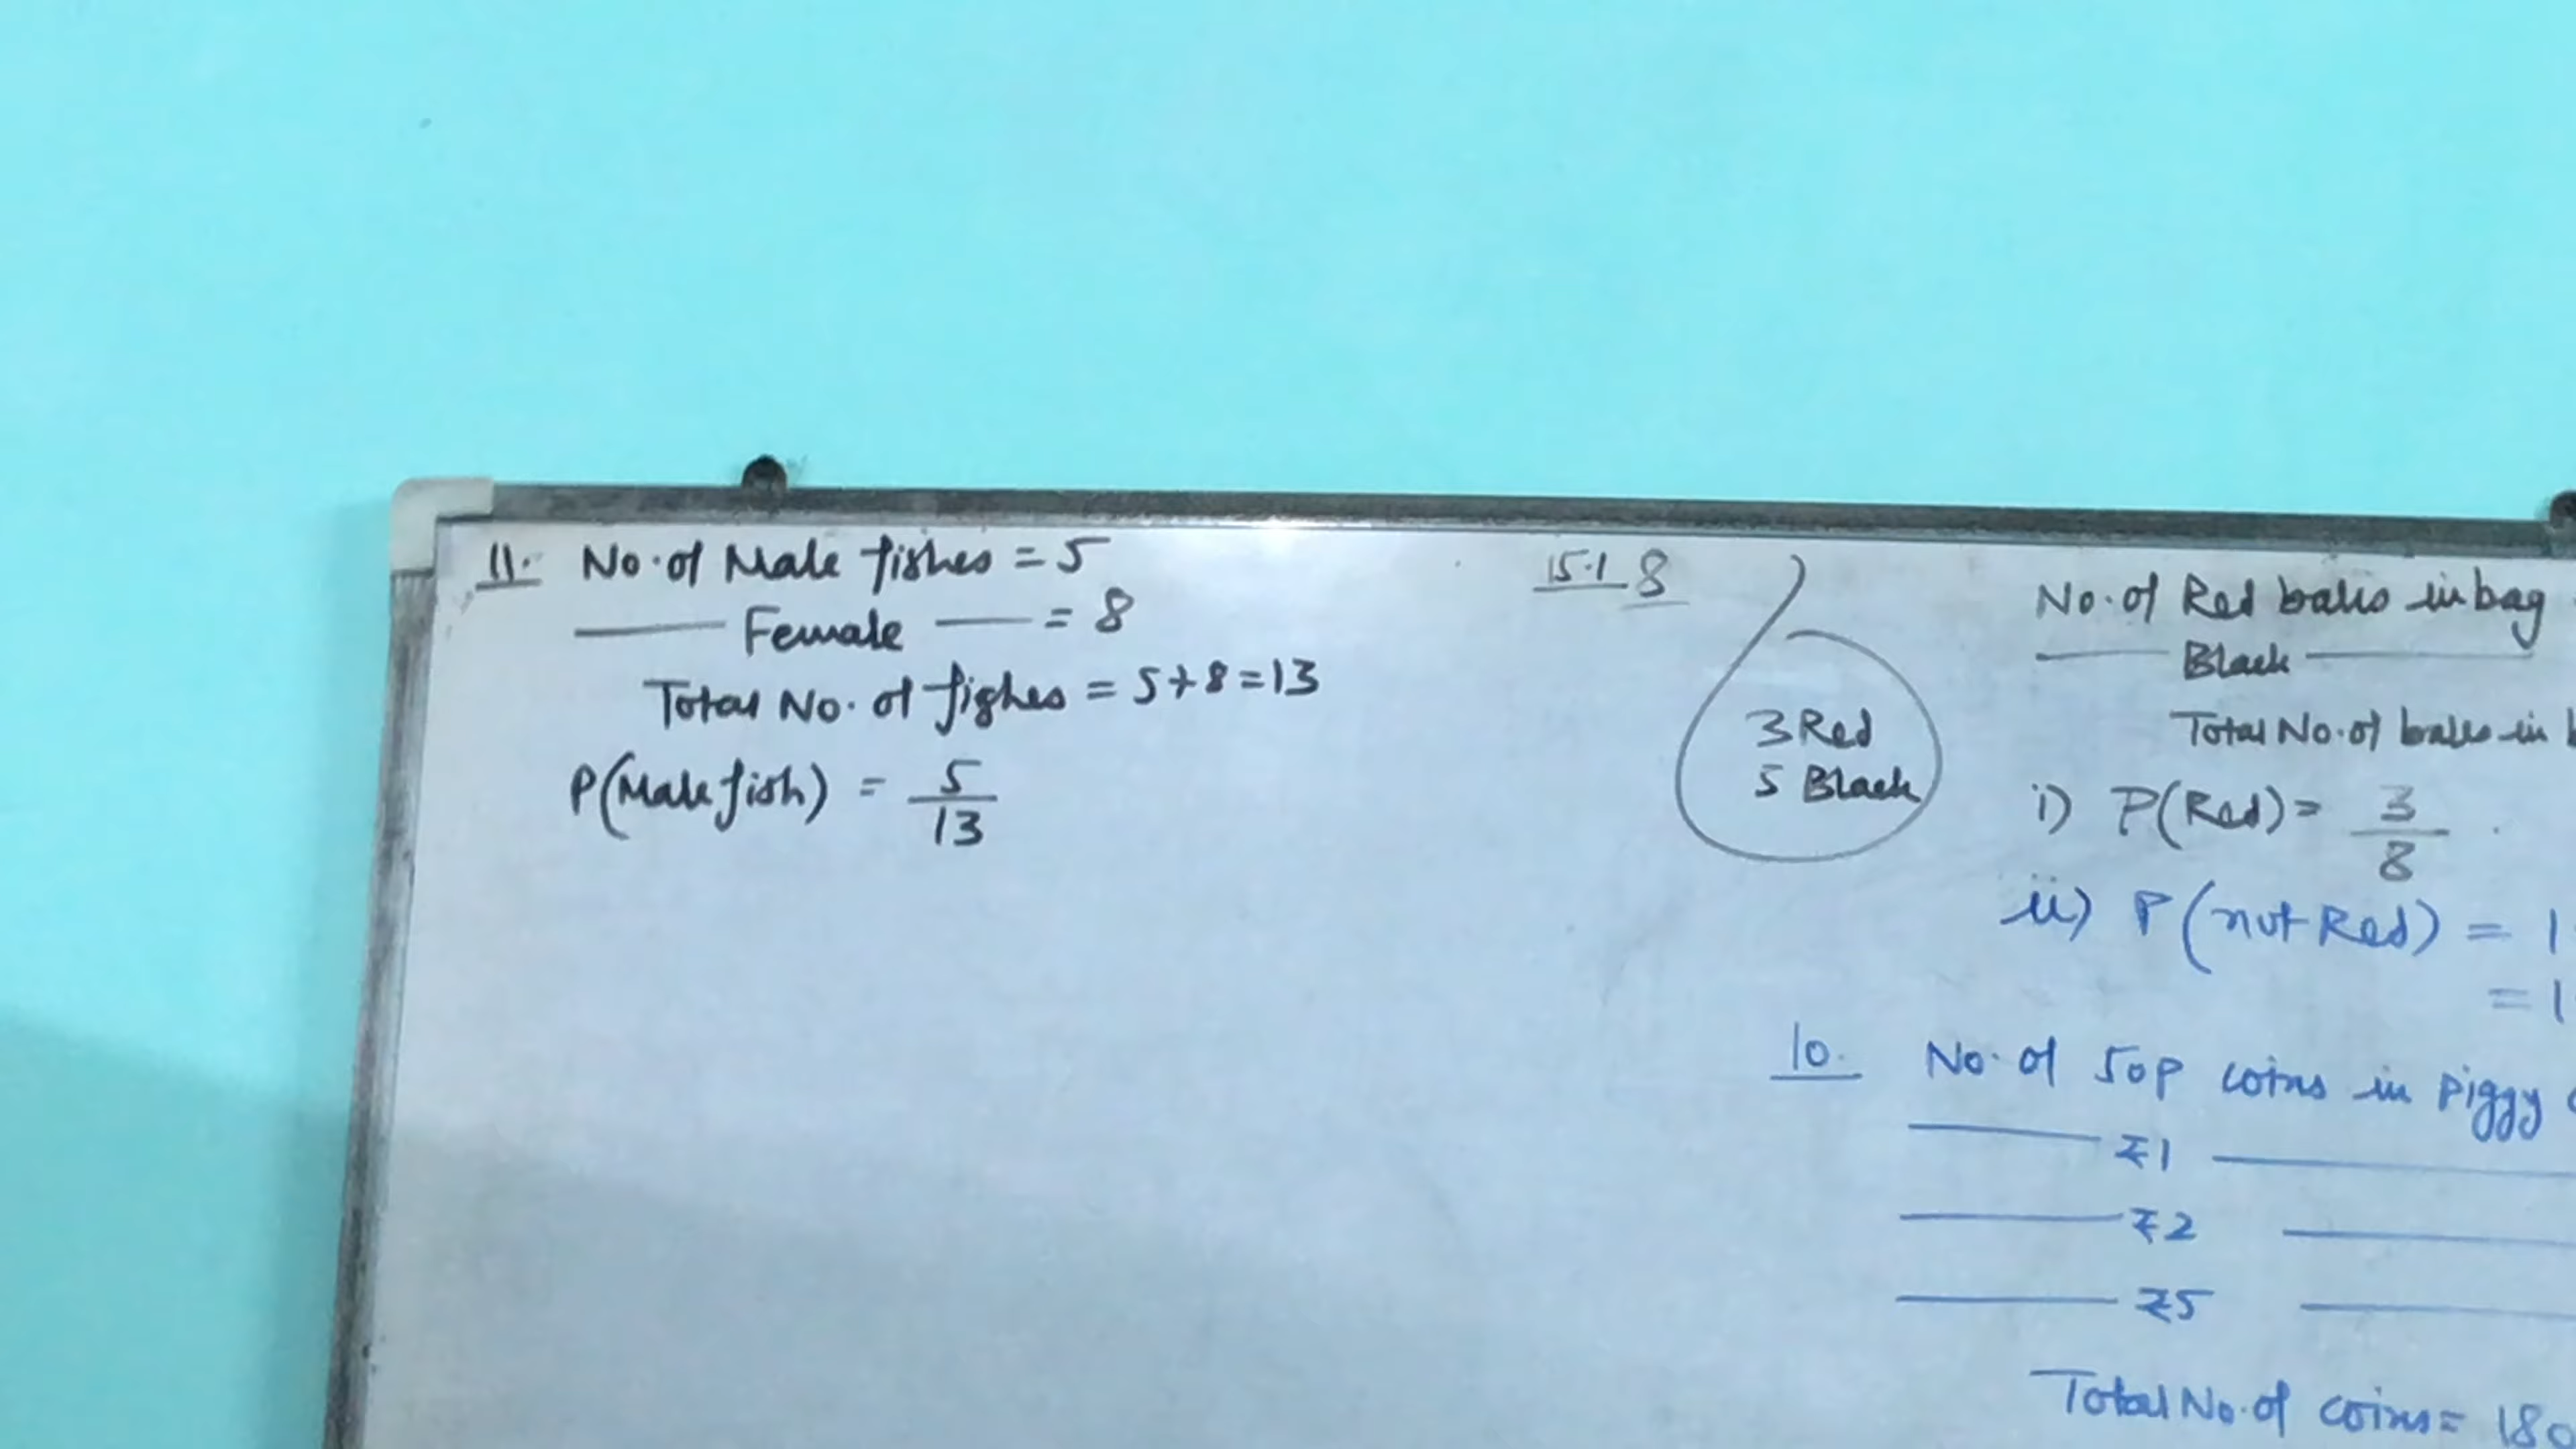 11. No. of Male fishes = 5
—— Female —— = 8
Total No. of fishes = 5+8=13
P(Male fish) = 5/13
15.1 8
3 Red
5 Black
No. of Red balls in bag
—— Black ——
Total No. of balls in
i) P(Red) = 3/8
ii) P(not Red) = 1
= 1
10. No. of 50p coins in piggy
—— ₹1 ——
—— ₹2 ——
—— ₹5 ——
Total No. of coins = 18